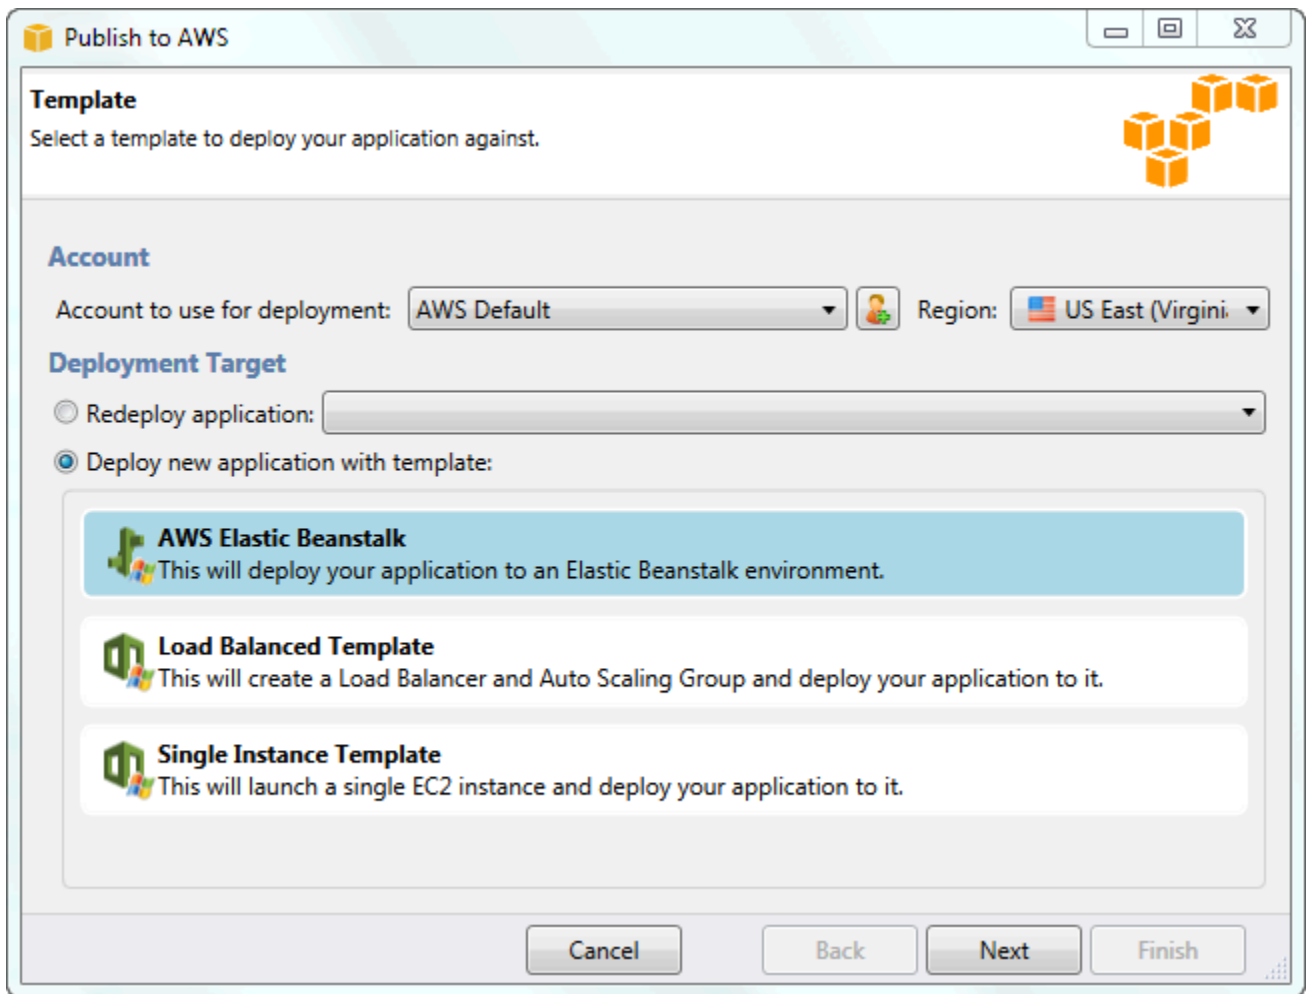 Publish to AWS
Template
Select a template to deploy your application against.
Account
Account to use for deployment: AWS Default Region: US East (Virgini
Deployment Target
Redeploy application:
Deploy new application with template:
AWS Elastic Beanstalk
This will deploy your application to an Elastic Beanstalk environment.
Load Balanced Template
This will create a Load Balancer and Auto Scaling Group and deploy your application to it.
Single Instance Template
This will launch a single EC2 instance and deploy your application to it.
Cancel Back Next Finish